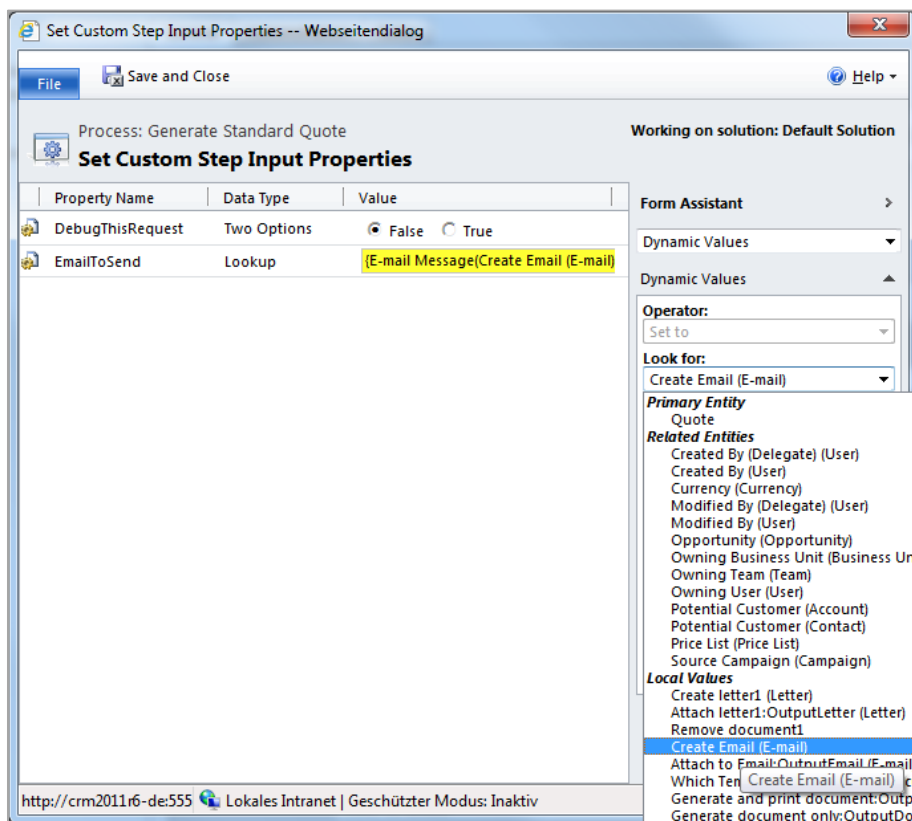 Set Custom Step Input Properties -- Webseitendialog
File
Save and Close
Help
Process: Generate Standard Quote
Set Custom Step Input Properties
Working on solution: Default Solution
Property Name Data Type Value
DebugThisRequest Two Options False True
EmailToSend Lookup {E-mail Message(Create Email (E-mail)
Form Assistant
Dynamic Values
Dynamic Values
Operator:
Set to
Look for:
Create Email (E-mail)
Primary Entity
Quote
Related Entities
Created By (Delegate) (User)
Created By (User)
Currency (Currency)
Modified By (Delegate) (User)
Modified By (User)
Opportunity (Opportunity)
Owning Business Unit (Business Un
Owning Team (Team)
Owning User (User)
Potential Customer (Account)
Potential Customer (Contact)
Price List (Price List)
Source Campaign (Campaign)
Local Values
Create letter1 (Letter)
Attach letter1:OutputLetter (Letter)
Remove document1
Create Email (E-mail)
Attach to Email:OutputEmail (E-mail
Which Ten
Create Email (E-mail)
Generate and print document:Outp
Generate document only:OutputDo
http://crm2011r6-de:555 Lokales Intranet | Geschützter Modus: Inaktiv